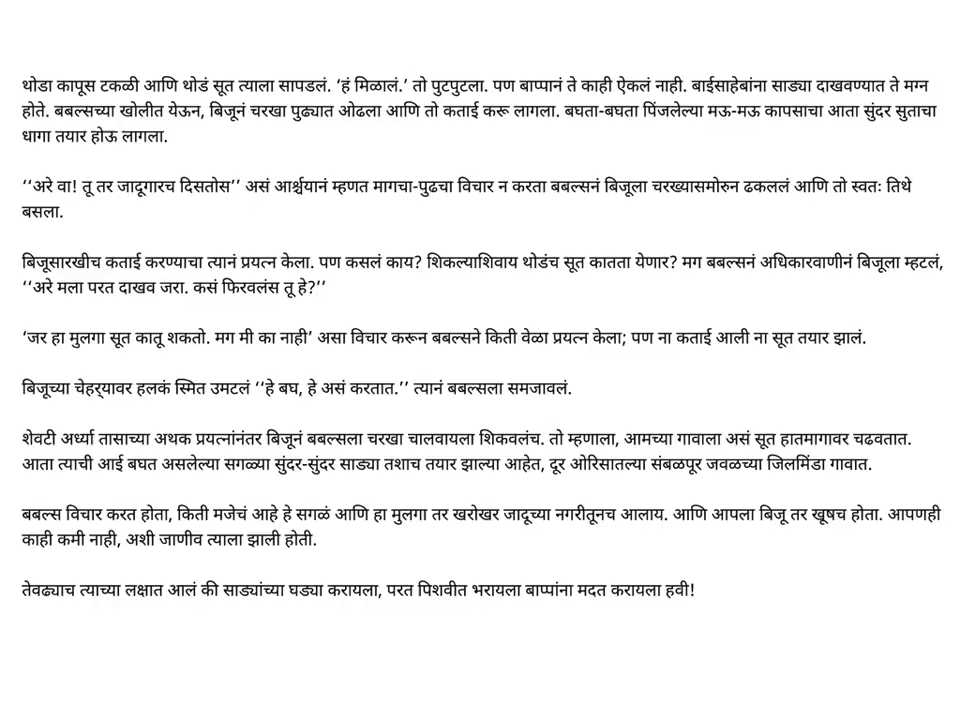 थोडा कापूस टकळी आणि थोडं सूत त्याला सापडलं. ‘हं मिळालं.’ तो पुटपुटला. पण बाप्पानं ते काही ऐकलं नाही. बाईसाहेबांना साड्या दाखवण्यात ते मग्न
होते. बबल्सच्या खोलीत येऊन, बिजूनं चरखा पुढ्यात ओढला आणि तो कताई करू लागला. बघता-बघता पिंजलेल्या मऊ-मऊ कापसाचा आता सुंदर सुताचा
धागा तयार होऊ लागला.
‘‘अरे वा! तू तर जादूगारच दिसतोस’’ असं आर्श्चयानं म्हणत मागचा-पुढचा विचार न करता बबल्सनं बिजूला चरख्यासमोरुन ढकललं आणि तो स्वतः तिथे
बसला.
बिजूसारखीच कताई करण्याचा त्यानं प्रयत्न केला. पण कसलं काय? शिकल्याशिवाय थोडंच सूत कातता येणार? मग बबल्सनं अधिकारवाणीनं बिजूला म्हटलं,
‘‘अरे मला परत दाखव जरा. कसं फिरवलंस तू हे?’’
‘जर हा मुलगा सूत कातू शकतो. मग मी का नाही’ असा विचार करून बबल्सने किती वेळा प्रयत्न केला; पण ना कताई आली ना सूत तयार झालं.
बिजूच्या चेहर्‍यावर हलकं स्मित उमटलं ‘‘हे बघ, हे असं करतात.’’ त्यानं बबल्सला समजावलं.
शेवटी अर्ध्या तासाच्या अथक प्रयत्नांनंतर बिजूनं बबल्सला चरखा चालवायला शिकवलंच. तो म्हणाला, आमच्या गावाला असं सूत हातमागावर चढवतात.
आता त्याची आई बघत असलेल्या सगळ्या सुंदर-सुंदर साड्या तशाच तयार झाल्या आहेत, दूर ओरिसातल्या संबळपूर जवळच्या जिलमिंडा गावात.
बबल्स विचार करत होता, किती मजेचं आहे हे सगळं आणि हा मुलगा तर खरोखर जादूच्या नगरीतूनच आलाय. आणि आपला बिजू तर खूषच होता. आपणही
काही कमी नाही, अशी जाणीव त्याला झाली होती.
तेवढ्याच त्याच्या लक्षात आलं की साड्यांच्या घड्या करायला, परत पिशवीत भरायला बाप्पांना मदत करायला हवी!